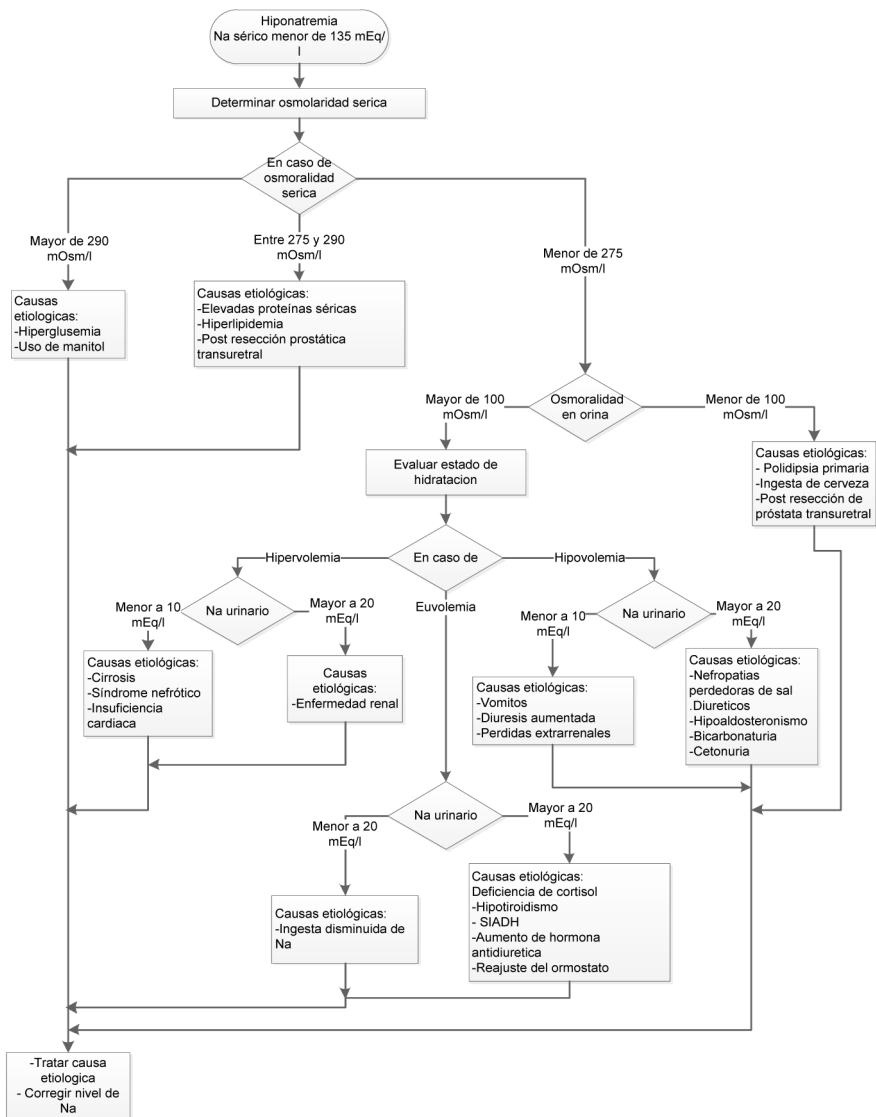 Hiponatremia
Na sérico menor de 135 mEq/
l
Determinar osmolaridad serica
En caso de
osmoralidad
serica
Mayor de 290
mOsm/l
Entre 275 y 290
mOsm/l
Menor de 275
mOsm/l
Causas
etiologicas:
-Hiperglusemia
-Uso de manitol
Causas etiológicas:
-Elevadas proteínas séricas
-Hiperlipidemia
-Post resección prostática
transuretral
Osmoralidad
en orina
Mayor de 100
mOsm/l
Menor de 100
mOsm/l
Evaluar estado de
hidratacion
Causas etiológicas:
- Polidipsia primaria
-Ingesta de cerveza
-Post resección de
próstata transuretral
En caso de
Hipervolemia
Euvolemia
Hipovolemia
Na urinario
Menor a 10
mEq/l
Mayor a 20
mEq/l
Causas etiológicas:
-Cirrosis
-Síndrome nefrótico
-Insuficiencia
cardiaca
Causas
etiológicas:
-Enfermedad renal
Na urinario
Menor a 10
mEq/l
Mayor a 20
mEq/l
Causas etiológicas:
-Vomitos
-Diuresis aumentada
-Perdidas extrarrenales
Causas etiológicas:
-Nefropatias
perdedoras de sal
.Diureticos
-Hipoaldosteronismo
-Bicarbonaturia
-Cetonuria
Na urinario
Menor a 20
mEq/l
Mayor a 20
mEq/l
Causas etiológicas:
-Ingesta disminuida de
Na
Causas etiológicas:
Deficiencia de cortisol
-Hipotiroidismo
- SIADH
-Aumento de hormona
antidiuretica
-Reajuste del ormostato
-Tratar causa
etiologica
- Corregir nivel de
Na